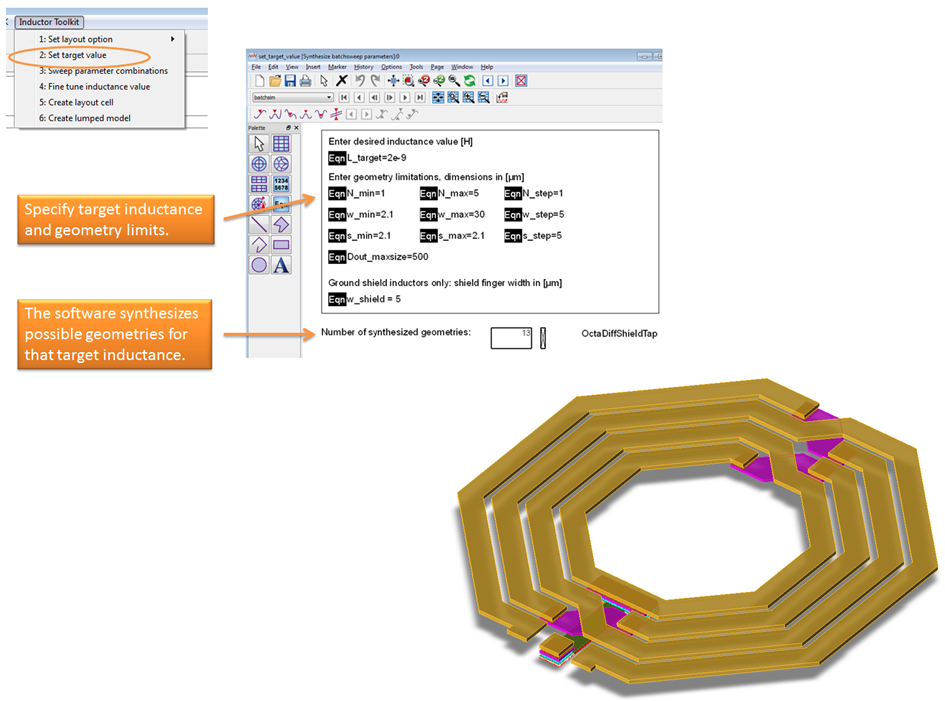 Inductor Toolkit
1: Set layout option
2: Set target value
3: Sweep parameter combinations
4: Fine tune inductance value
5: Create layout cell
6: Create lumped model
set_target_value [Synthesize batchsweep parameters]:0
File Edit View Insert Marker History Options Tools Page Window Help
batchsim
Palette
1234
5678
Eqn
A
Enter desired inductance value [H]
Eqn L_target=2e-9
Enter geometry limitations, dimensions in [µm]
Eqn N_min=1 Eqn N_max=5 Eqn N_step=1
Eqn w_min=2.1 Eqn w_max=30 Eqn w_step=5
Eqn s_min=2.1 Eqn s_max=2.1 Eqn s_step=5
Eqn Dout_maxsize=500
Ground shield inductors only: shield finger width in [µm]
Eqn w_shield = 5
Number of synthesized geometries: 13 OctaDiffShieldTap
Specify target inductance
and geometry limits.
The software synthesizes
possible geometries for
that target inductance.